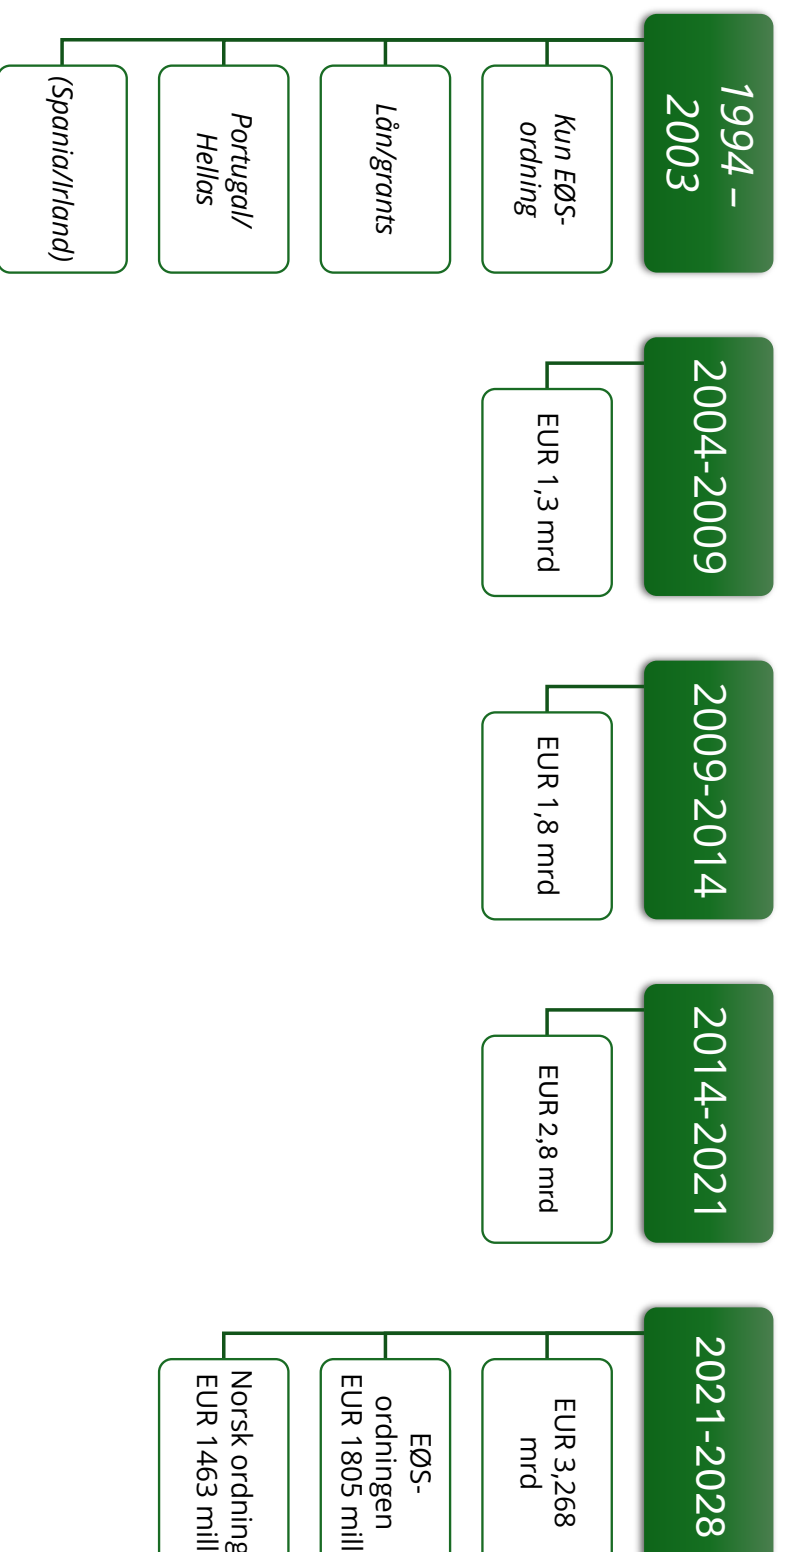 1994 –
2003
Kun EØS-
ordning
Lån/grants
Portugal/
Hellas
(Spania/Irland)
2004-2009
EUR 1,3 mrd
2009-2014
EUR 1,8 mrd
2014-2021
EUR 2,8 mrd
2021-2028
EUR 3,268
mrd
EØS-
ordningen
EUR 1805 mill
Norsk ordning
EUR 1463 mill